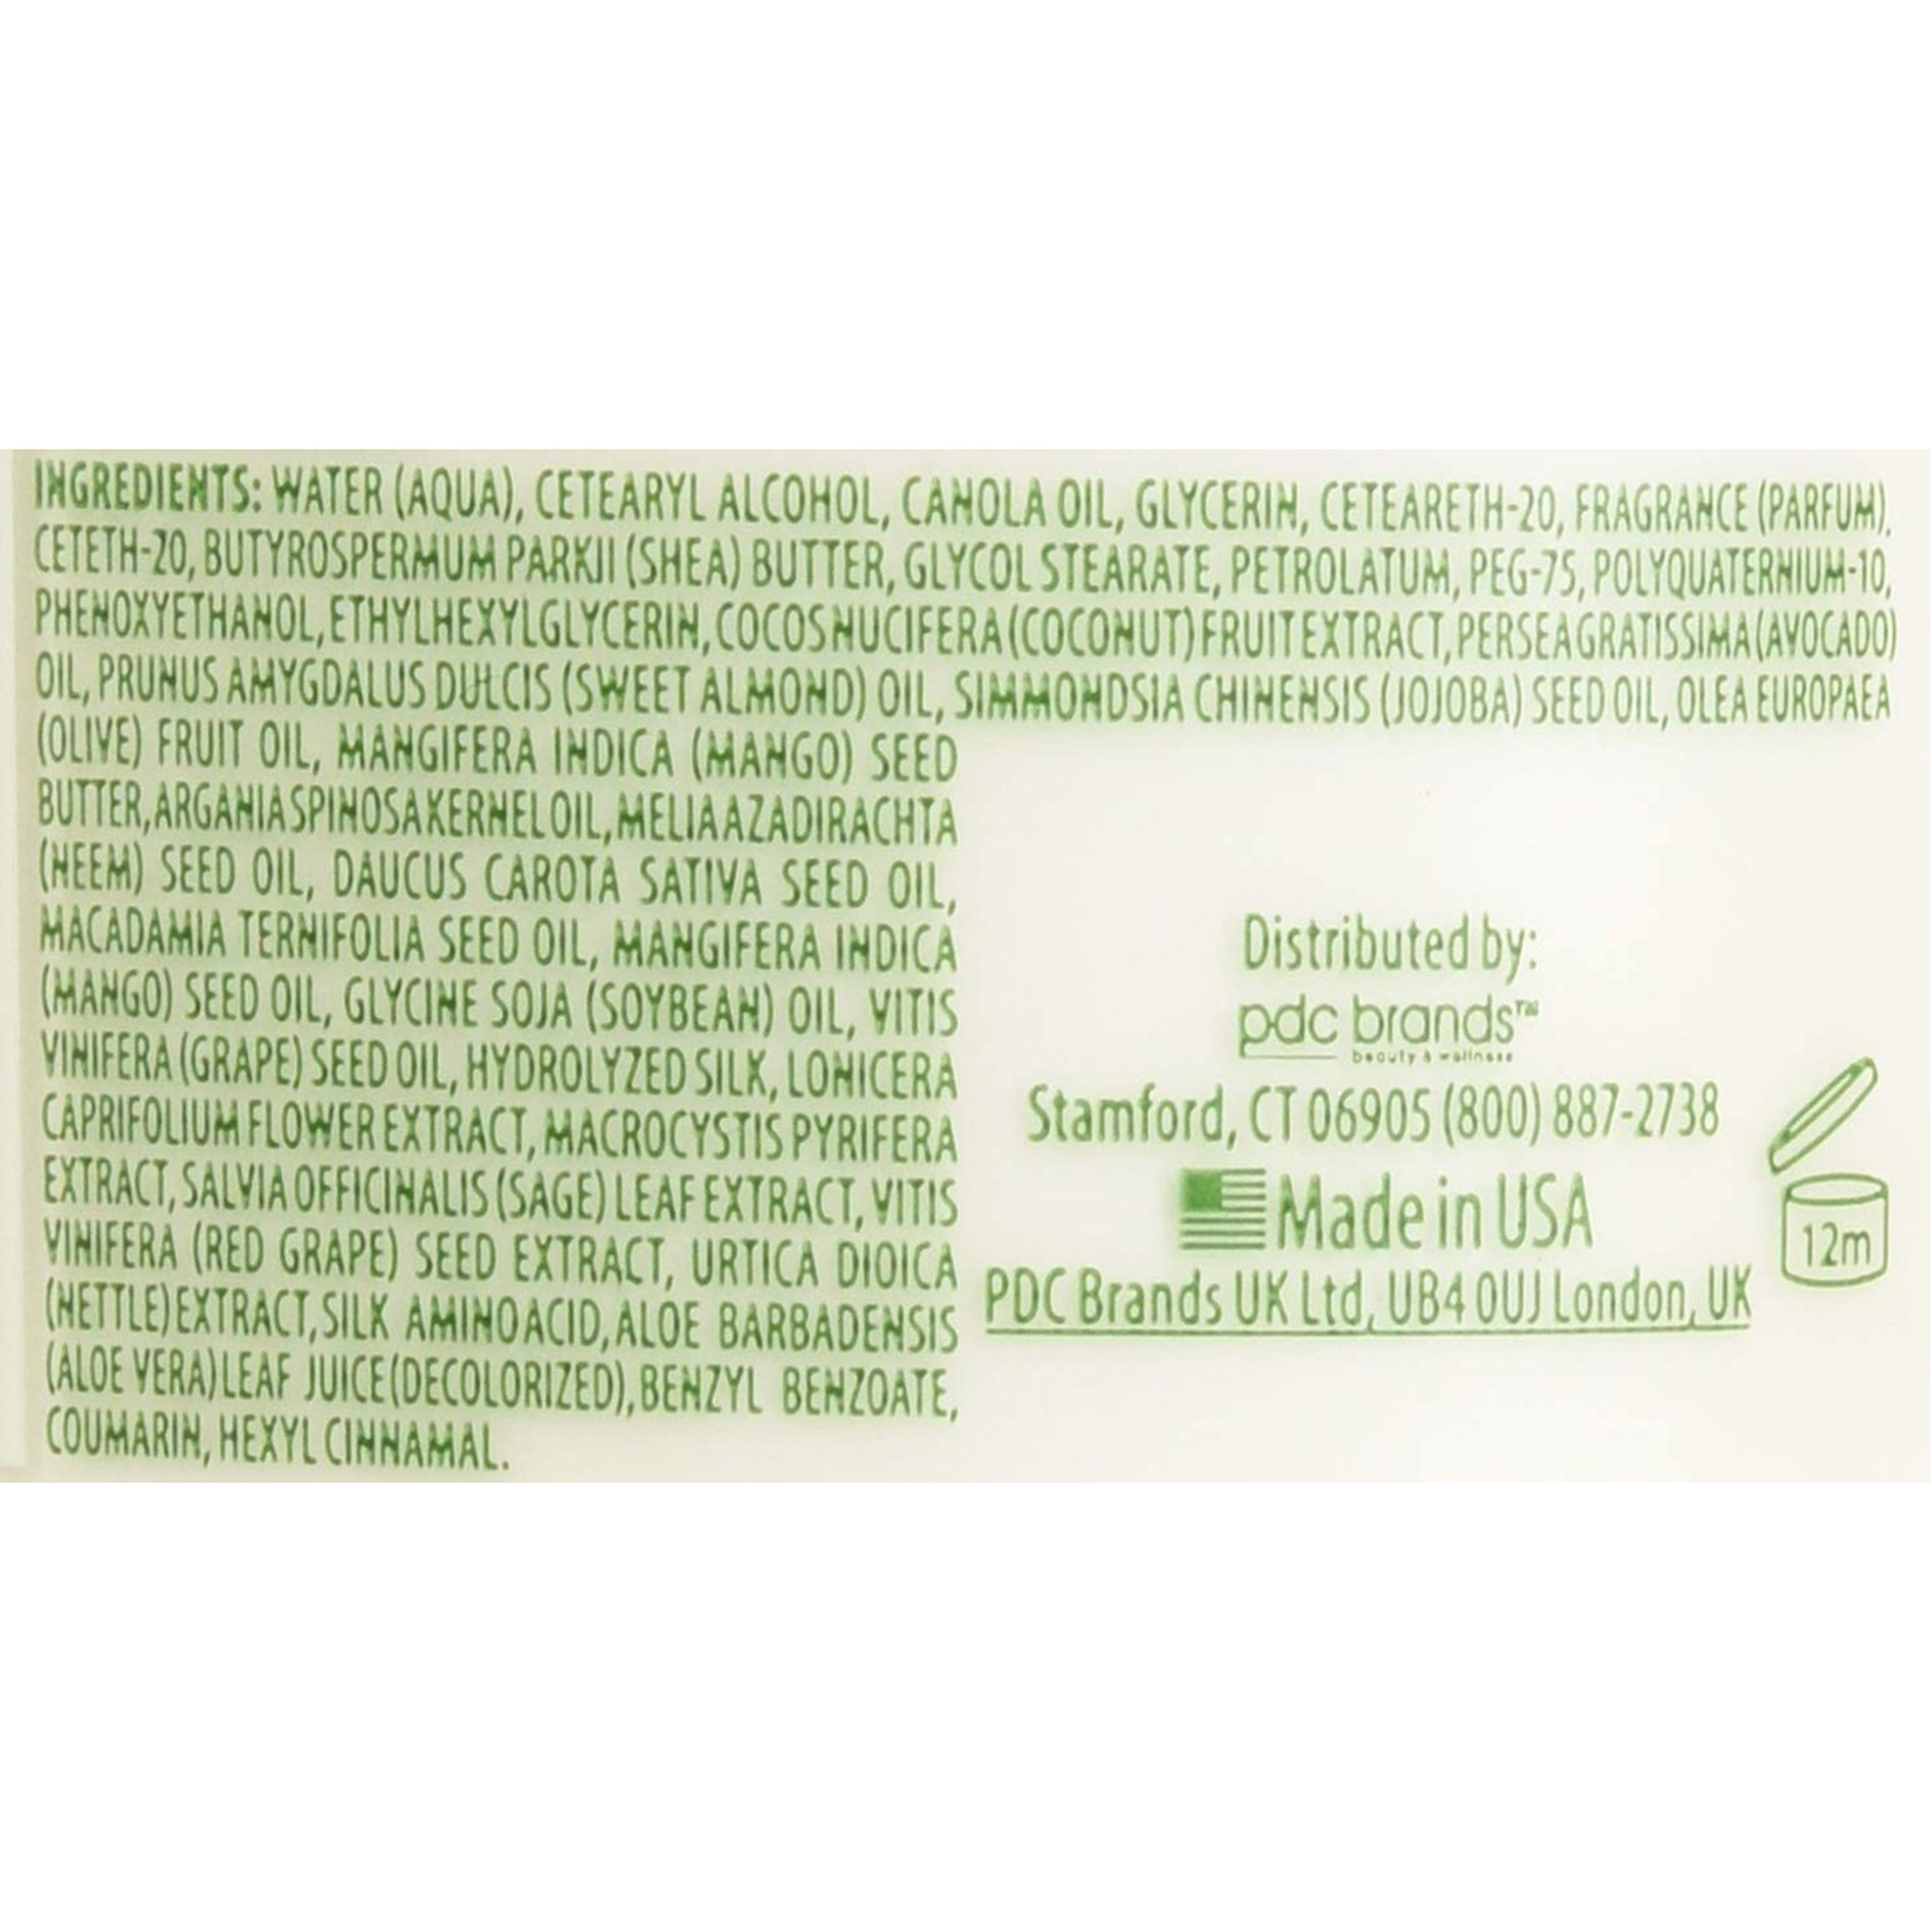 INGREDIENTS: WATER (AQUA), CETEARYL ALCOHOL, CANOLA OIL, GLYCERIN, CETEARETH-20, FRAGRANCE (PARFUM),
CETETH-20, BUTYROSPERMUM PARKII (SHEA) BUTTER, GLYCOL STEARATE, PETROLATUM, PEG-75, POLYQUATERNIUM-10,
PHENOXYETHANOL, ETHYLHEXYLGLYCERIN, COCOS NUCIFERA (COCONUT) FRUIT EXTRACT, PERSEA GRATISSIMA (AVOCADO)
OIL, PRUNUS AMYGDALUS DULCIS (SWEET ALMOND) OIL, SIMMONDSIA CHINENSIS (JOJOBA) SEED OIL, OLEA EUROPAEA
(OLIVE) FRUIT OIL, MANGIFERA INDICA (MANGO) SEED
BUTTER, ARGANIA SPINOSA KERNEL OIL, MELIA AZADIRACHTA
(NEEM) SEED OIL, DAUCUS CAROTA SATIVA SEED OIL,
MACADAMIA TERNIFOLIA SEED OIL, MANGIFERA INDICA
(MANGO) SEED OIL, GLYCINE SOJA (SOYBEAN) OIL, VITIS
VINIFERA (GRAPE) SEED OIL, HYDROLYZED SILK, LONICERA
CAPRIFOLIUM FLOWER EXTRACT, MACROCYSTIS PYRIFERA
EXTRACT, SALVIA OFFICINALIS (SAGE) LEAF EXTRACT, VITIS
VINIFERA (RED GRAPE) SEED EXTRACT, URTICA DIOICA
(NETTLE) EXTRACT, SILK AMINO ACID, ALOE BARBADENSIS
(ALOE VERA) LEAF JUICE (DECOLORIZED), BENZYL BENZOATE,
COUMARIN, HEXYL CINNAMAL.
Distributed by:
pdc brands™
beauty & wellness
Stamford, CT 06905 (800) 887-2738
Made in USA
PDC Brands UK Ltd, UB4 0UJ London, UK
12m